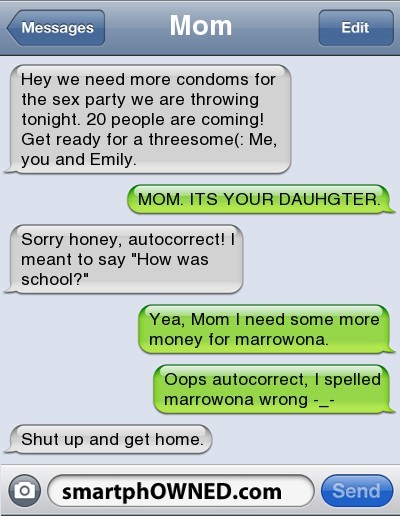 Messages
Mom
Edit
Hey we need more condoms for
the sex party we are throwing
tonight. 20 people are coming!
Get ready for a threesome(: Me,
you and Emily.
MOM. ITS YOUR DAUHGTER.
Sorry honey, autocorrect! I
meant to say "How was
school?"
Yea, Mom I need some more
money for marrowona.
Oops autocorrect, I spelled
marrowona wrong -_-
Shut up and get home.
smartphOWNED.com
Send